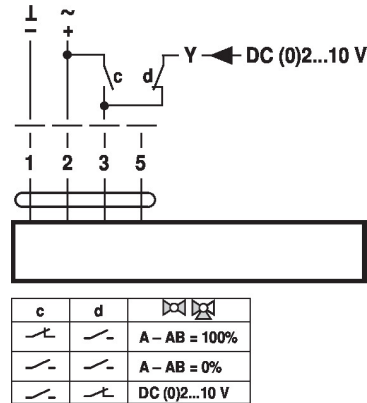 ⊥ ~
– +
c d Y DC (0)2...10 V
1 2 3 5
c d
A – AB = 100%
A – AB = 0%
DC (0)2...10 V